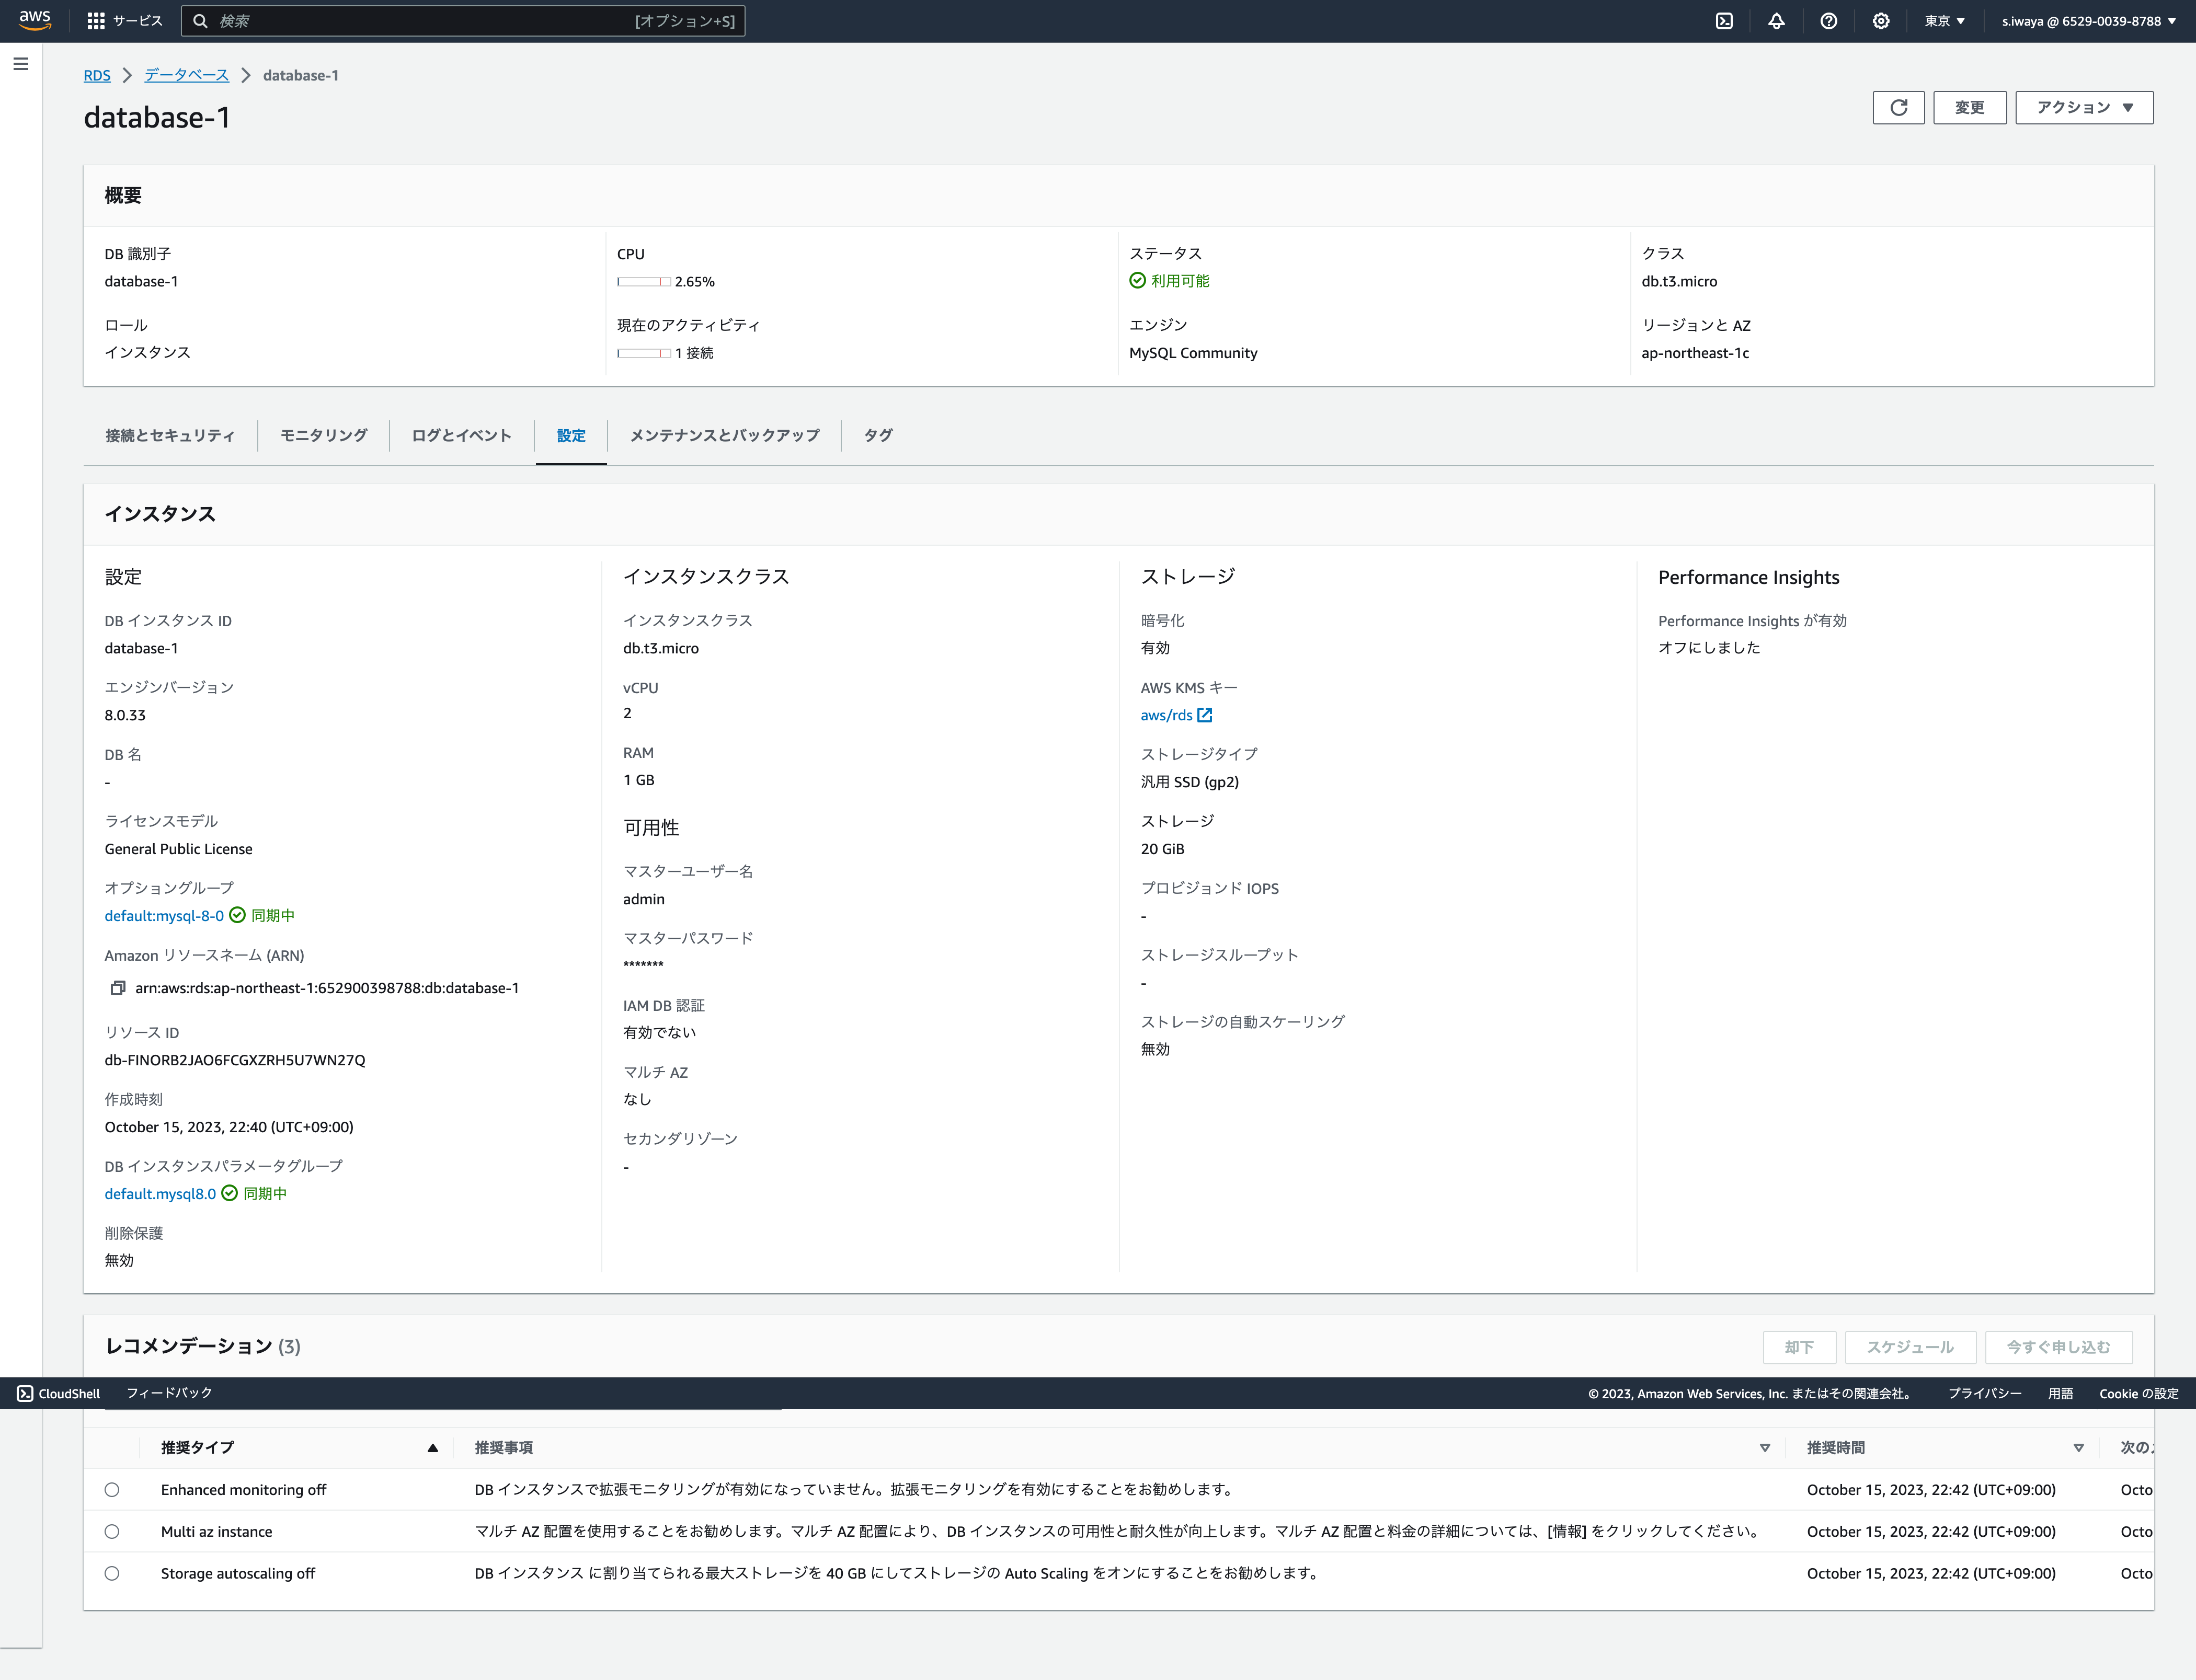 aws
サービス
検索
[オプション+S]
東京 ▼
s.iwaya @ 6529-0039-8788 ▼
RDS > データベース > database-1
database-1
変更
アクション ▼
概要
DB 識別子
database-1
CPU
2.65%
ステータス
利用可能
クラス
db.t3.micro
ロール
インスタンス
現在のアクティビティ
1 接続
エンジン
MySQL Community
リージョンと AZ
ap-northeast-1c
接続とセキュリティ
モニタリング
ログとイベント
設定
メンテナンスとバックアップ
タグ
インスタンス
設定
DB インスタンス ID
database-1
エンジンバージョン
8.0.33
DB 名
-
ライセンスモデル
General Public License
オプショングループ
default:mysql-8-0 同期中
Amazon リソースネーム (ARN)
arn:aws:rds:ap-northeast-1:652900398788:db:database-1
リソース ID
db-FINORB2JAO6FCGXZRH5U7WN27Q
作成時刻
October 15, 2023, 22:40 (UTC+09:00)
DB インスタンスパラメータグループ
default.mysql8.0 同期中
削除保護
無効
インスタンスクラス
インスタンスクラス
db.t3.micro
vCPU
2
RAM
1 GB
可用性
マスターユーザー名
admin
マスターパスワード
*******
IAM DB 認証
有効でない
マルチ AZ
なし
セカンダリゾーン
-
ストレージ
暗号化
有効
AWS KMS キー
aws/rds
ストレージタイプ
汎用 SSD (gp2)
ストレージ
20 GiB
プロビジョンド IOPS
-
ストレージスループット
-
ストレージの自動スケーリング
無効
Performance Insights
Performance Insights が有効
オフにしました
レコメンデーション (3)
却下
スケジュール
今すぐ申し込む
CloudShell
フィードバック
© 2023, Amazon Web Services, Inc. またはその関連会社。
プライバシー
用語
Cookie の設定
推奨タイプ ▲ 推奨事項 ▽ 推奨時間 ▽ 次の
Enhanced monitoring off DB インスタンスで拡張モニタリングが有効になっていません。拡張モニタリングを有効にすることをお勧めします。 October 15, 2023, 22:42 (UTC+09:00) Octo
Multi az instance マルチ AZ 配置を使用することをお勧めします。マルチ AZ 配置により、DB インスタンスの可用性と耐久性が向上します。マルチ AZ 配置と料金の詳細については、[情報] をクリックしてください。 October 15, 2023, 22:42 (UTC+09:00) Octo
Storage autoscaling off DB インスタンス に割り当てられる最大ストレージを 40 GB にしてストレージの Auto Scaling をオンにすることをお勧めします。 October 15, 2023, 22:42 (UTC+09:00) Octo